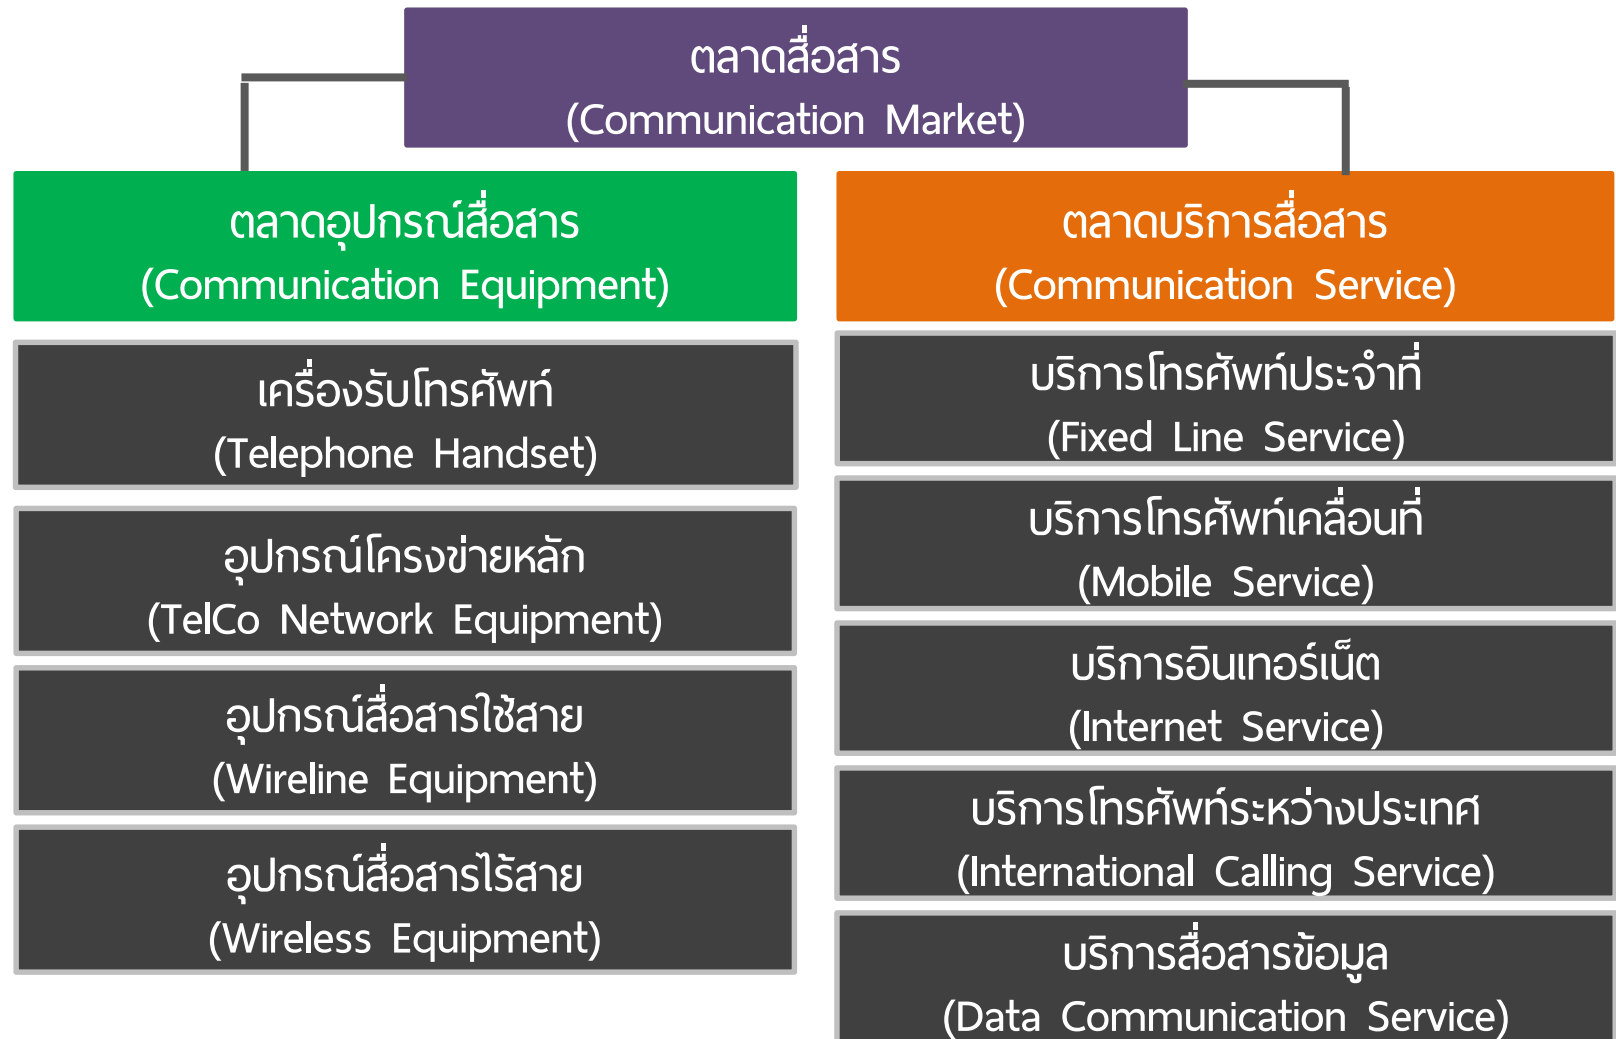 ตลาดสื่อสาร
(Communication Market)
ตลาดอุปกรณ์สื่อสาร
(Communication Equipment)
เครื่องรับโทรศัพท์
(Telephone Handset)
อุปกรณ์โครงข่ายหลัก
(TelCo Network Equipment)
อุปกรณ์สื่อสารใช้สาย
(Wireline Equipment)
อุปกรณ์สื่อสารไร้สาย
(Wireless Equipment)
ตลาดบริการสื่อสาร
(Communication Service)
บริการโทรศัพท์ประจำที่
(Fixed Line Service)
บริการโทรศัพท์เคลื่อนที่
(Mobile Service)
บริการอินเทอร์เน็ต
(Internet Service)
บริการโทรศัพท์ระหว่างประเทศ
(International Calling Service)
บริการสื่อสารข้อมูล
(Data Communication Service)